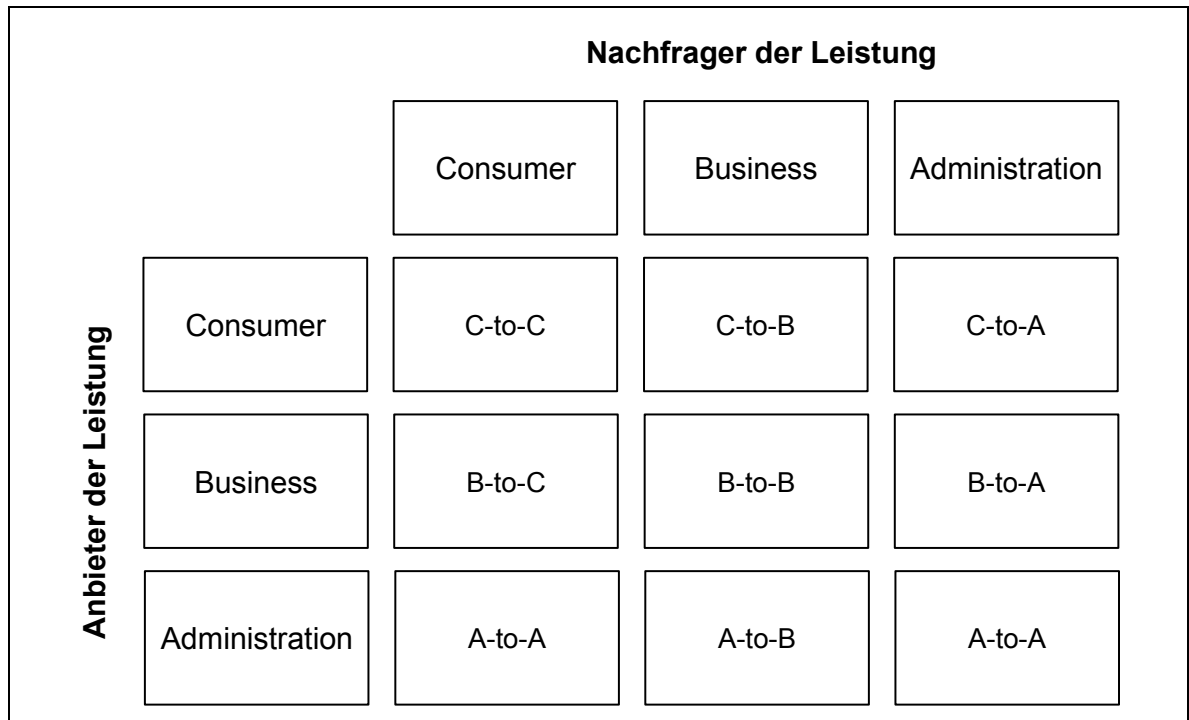 Nachfrager der Leistung
Consumer
Business
Administration
Anbieter der Leistung
Consumer
C-to-C
C-to-B
C-to-A
Business
B-to-C
B-to-B
B-to-A
Administration
A-to-A
A-to-B
A-to-A